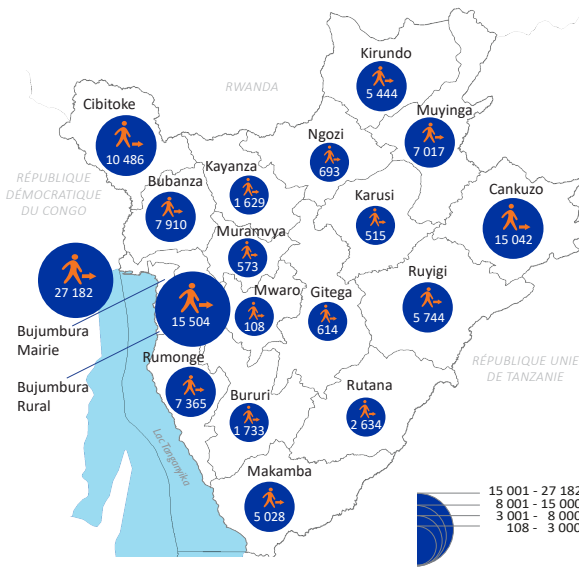 Kirundo
5 444
RWANDA
Cibitoke
10 486
Muyinga
7 017
Ngozi
693
RÉPUBLIQUE
DÉMOCRATIQUE
DU CONGO
Kayanza
1 629
Bubanza
7 910
Karusi
515
Cankuzo
15 042
Muramvya
573
27 182
15 504
Mwaro
108
Gitega
614
Ruyigi
5 744
Bujumbura
Mairie
Bujumbura
Rural
Rumonge
7 365
RÉPUBLIQUE UNIE
DE TANZANIE
Bururi
1 733
Rutana
2 634
Lac Tanganyika
Makamba
5 028
15 001 - 27 182
8 001 - 15 000
3 001 - 8 000
108 - 3 000